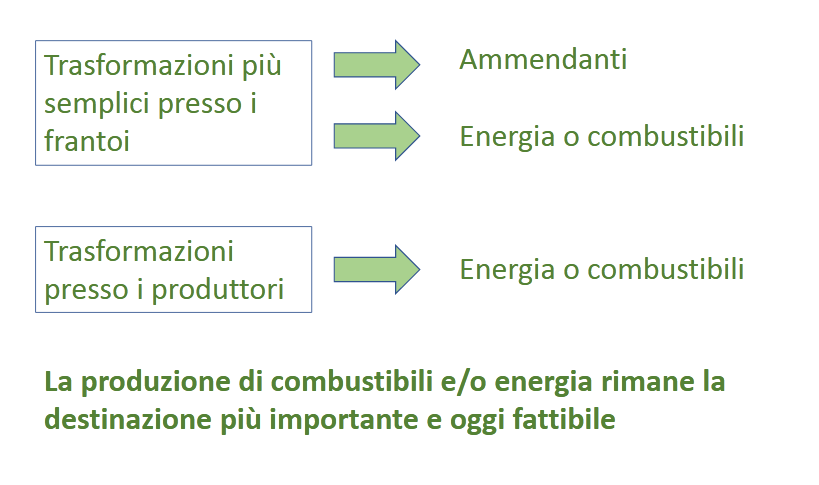 Trasformazioni più
semplici presso i
frantoi
Ammendanti
Energia o combustibili
Trasformazioni
presso i produttori
Energia o combustibili
La produzione di combustibili e/o energia rimane la
destinazione più importante e oggi fattibile